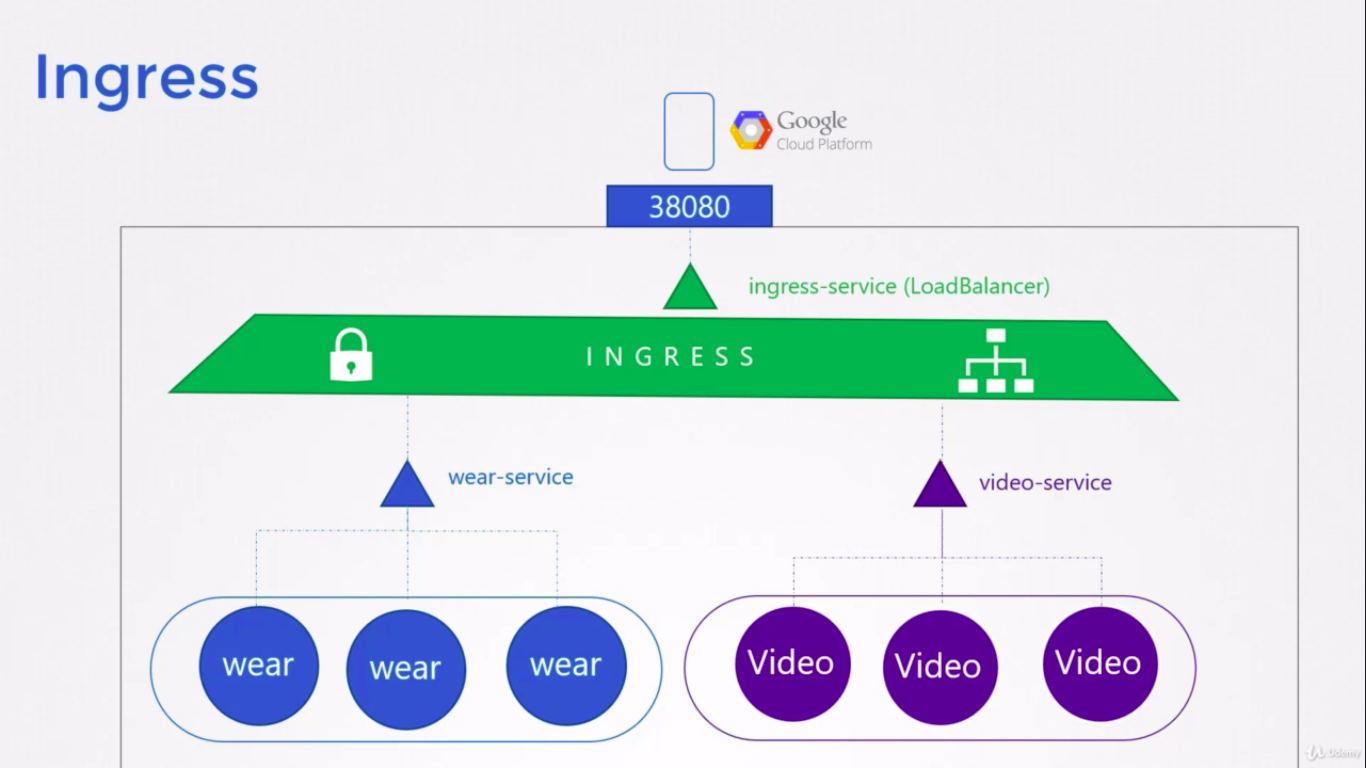 Ingress
Google
Cloud Platform
38080
ingress-service (LoadBalancer)
INGRESS
wear-service
video-service
wear
wear
wear
Video
Video
Video
Udemy